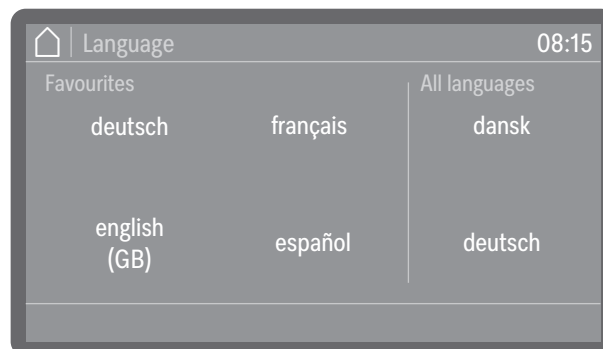 Language
08:15
Favourites
All languages
deutsch
français
dansk
english
(GB)
español
deutsch